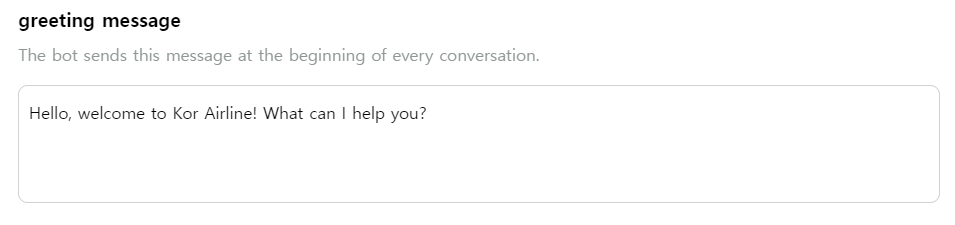 greeting message
The bot sends this message at the beginning of every conversation.
Hello, welcome to Kor Airline! What can I help you?